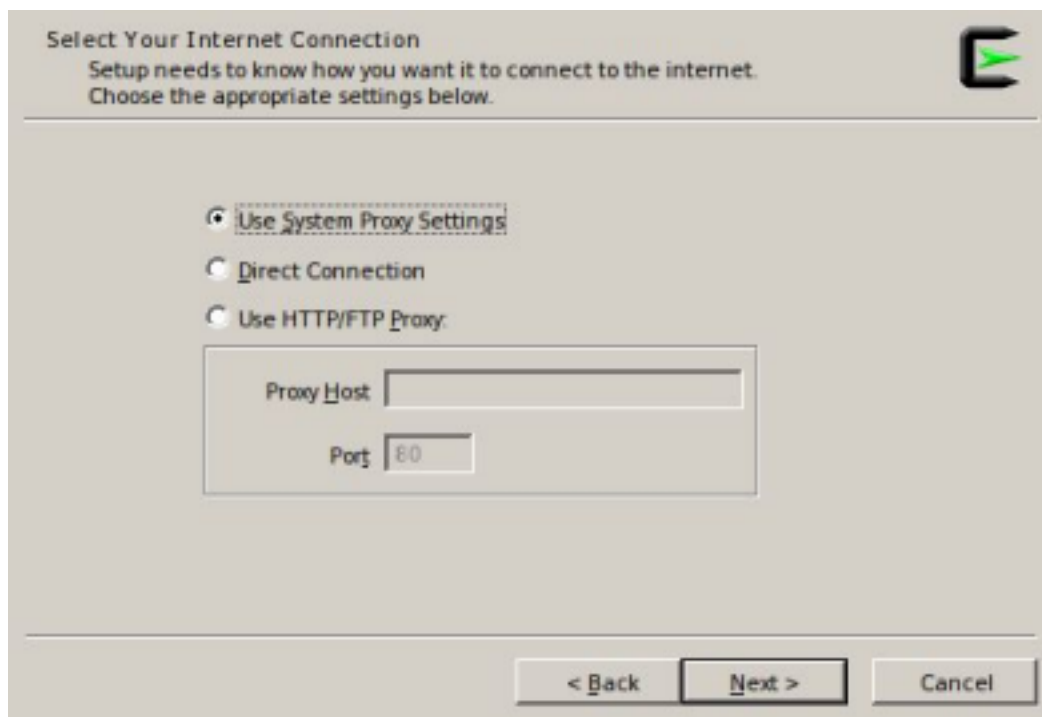 Select Your Internet Connection
Setup needs to know how you want it to connect to the internet.
Choose the appropriate settings below.
Use System Proxy Settings
Direct Connection
Use HTTP/FTP Proxy:
Proxy Host
Port 80
< Back Next > Cancel